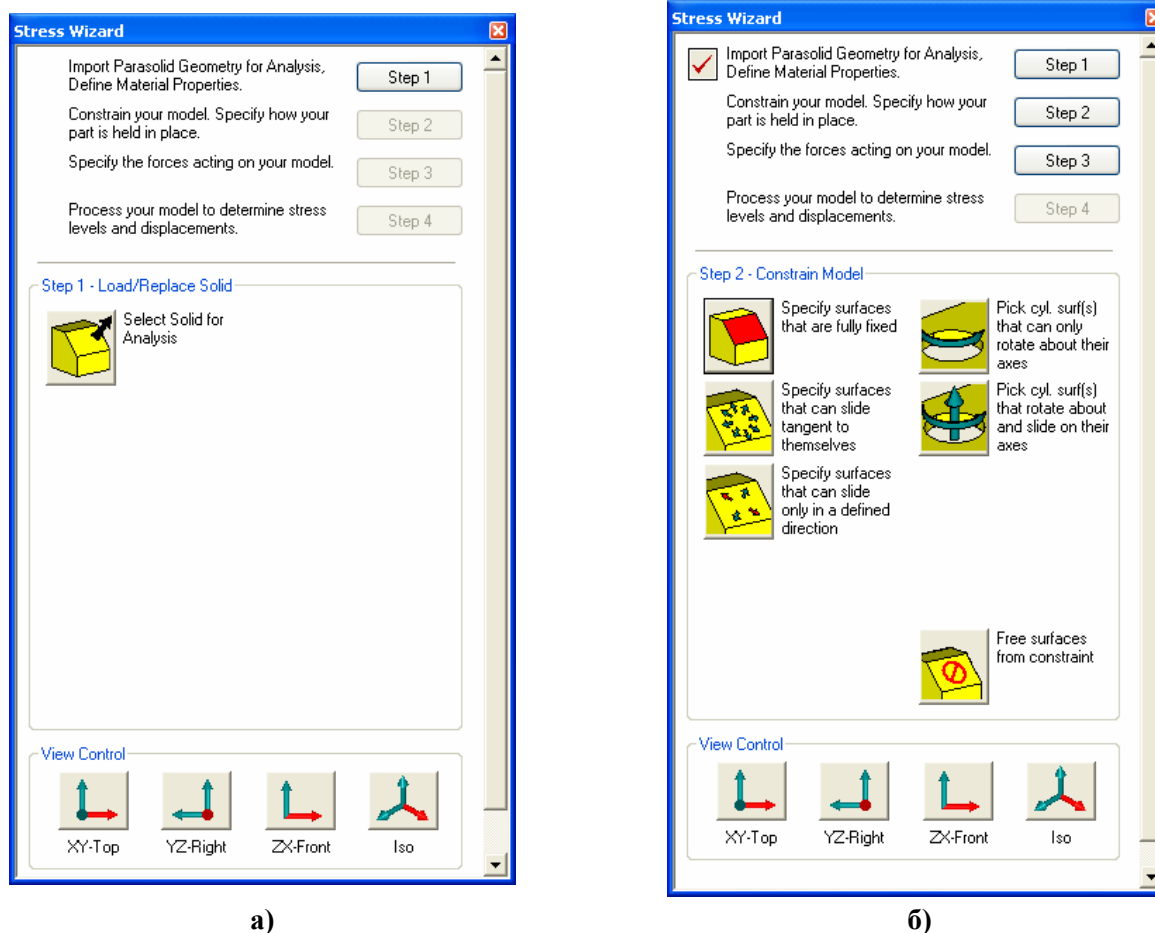 Stress Wizard
Import Parasolid Geometry for Analysis,
Define Material Properties.
Step 1
Constrain your model. Specify how your
part is held in place.
Step 2
Specify the forces acting on your model.
Step 3
Process your model to determine stress
levels and displacements.
Step 4
Step 1 - Load/Replace Solid
Select Solid for
Analysis
View Control
XY-Top
YZ-Right
ZX-Front
Iso
а)
Stress Wizard
Import Parasolid Geometry for Analysis,
Define Material Properties.
Step 1
Constrain your model. Specify how your
part is held in place.
Step 2
Specify the forces acting on your model.
Step 3
Process your model to determine stress
levels and displacements.
Step 4
Step 2 - Constrain Model
Specify surfaces
that are fully fixed
Pick cyl. surf(s)
that can only
rotate about their
axes
Specify surfaces
that can slide
tangent to
themselves
Pick cyl. surf(s)
that rotate about
and slide on their
axes
Specify surfaces
that can slide
only in a defined
direction
Free surfaces
from constraint
View Control
XY-Top
YZ-Right
ZX-Front
Iso
б)